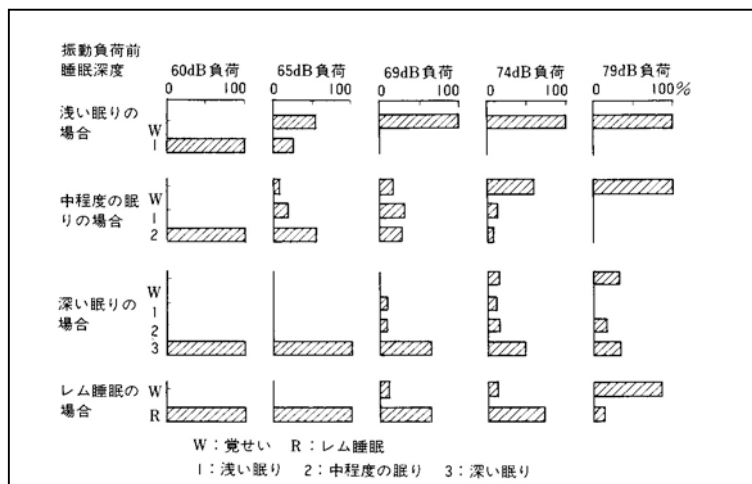 振動負荷前
睡眠深度 60dB負荷 65dB負荷 69dB負荷 74dB負荷 79dB負荷
0 100 0 100 0 100 0 100 0 100%
浅い眠りの
場合 W
1
中程度の眠 W
りの場合 1
2
W
深い眠りの 1
場合 2
3
レム睡眠の W
場合 R
W：覚せい R：レム睡眠
1：浅い眠り 2：中程度の眠り 3：深い眠り